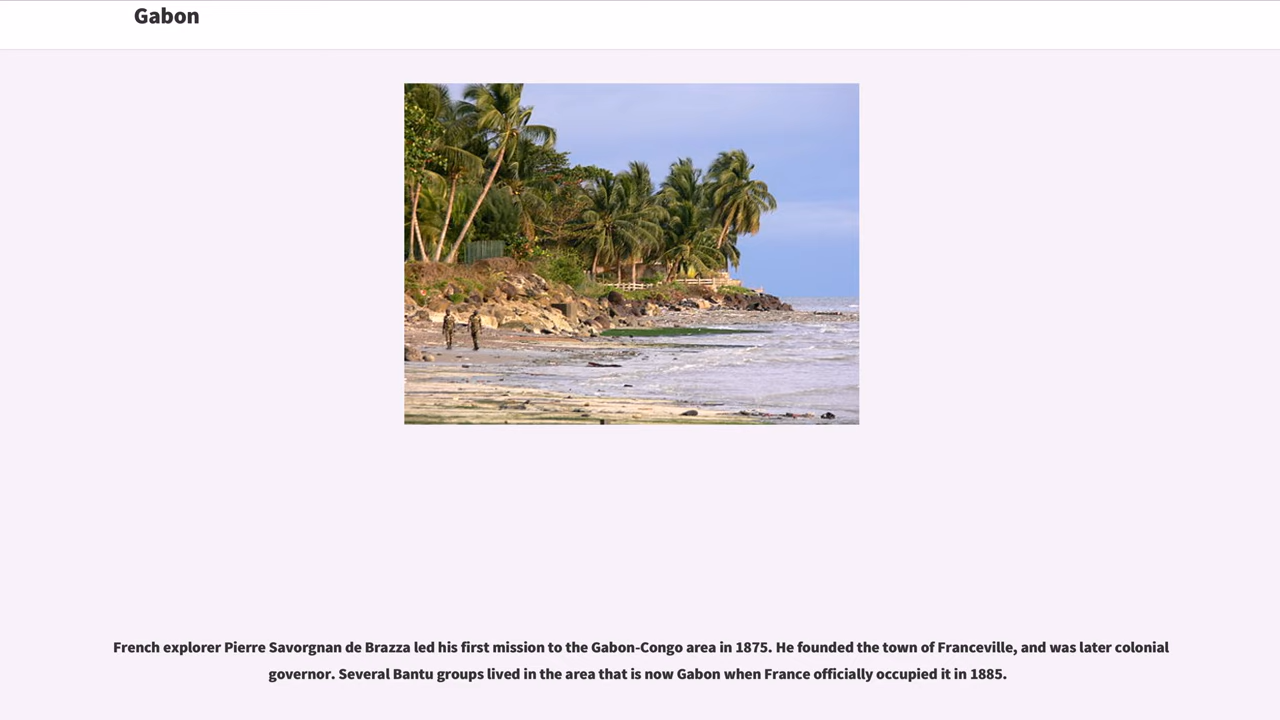 Gabon
French explorer Pierre Savorgnan de Brazza led his first mission to the Gabon-Congo area in 1875. He founded the town of Franceville, and was later colonial
governor. Several Bantu groups lived in the area that is now Gabon when France officially occupied it in 1885.